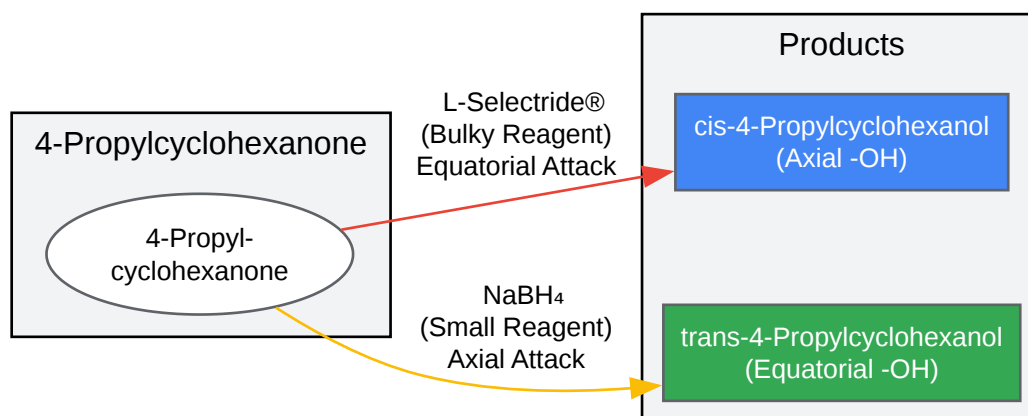 Products
L-Selectride®
(Bulky Reagent)
Equatorial Attack
cis-4-Propylcyclohexanol
(Axial -OH)
4-Propylcyclohexanone
4-Propyl-
cyclohexanone
NaBH₄
(Small Reagent)
Axial Attack
trans-4-Propylcyclohexanol
(Equatorial -OH)